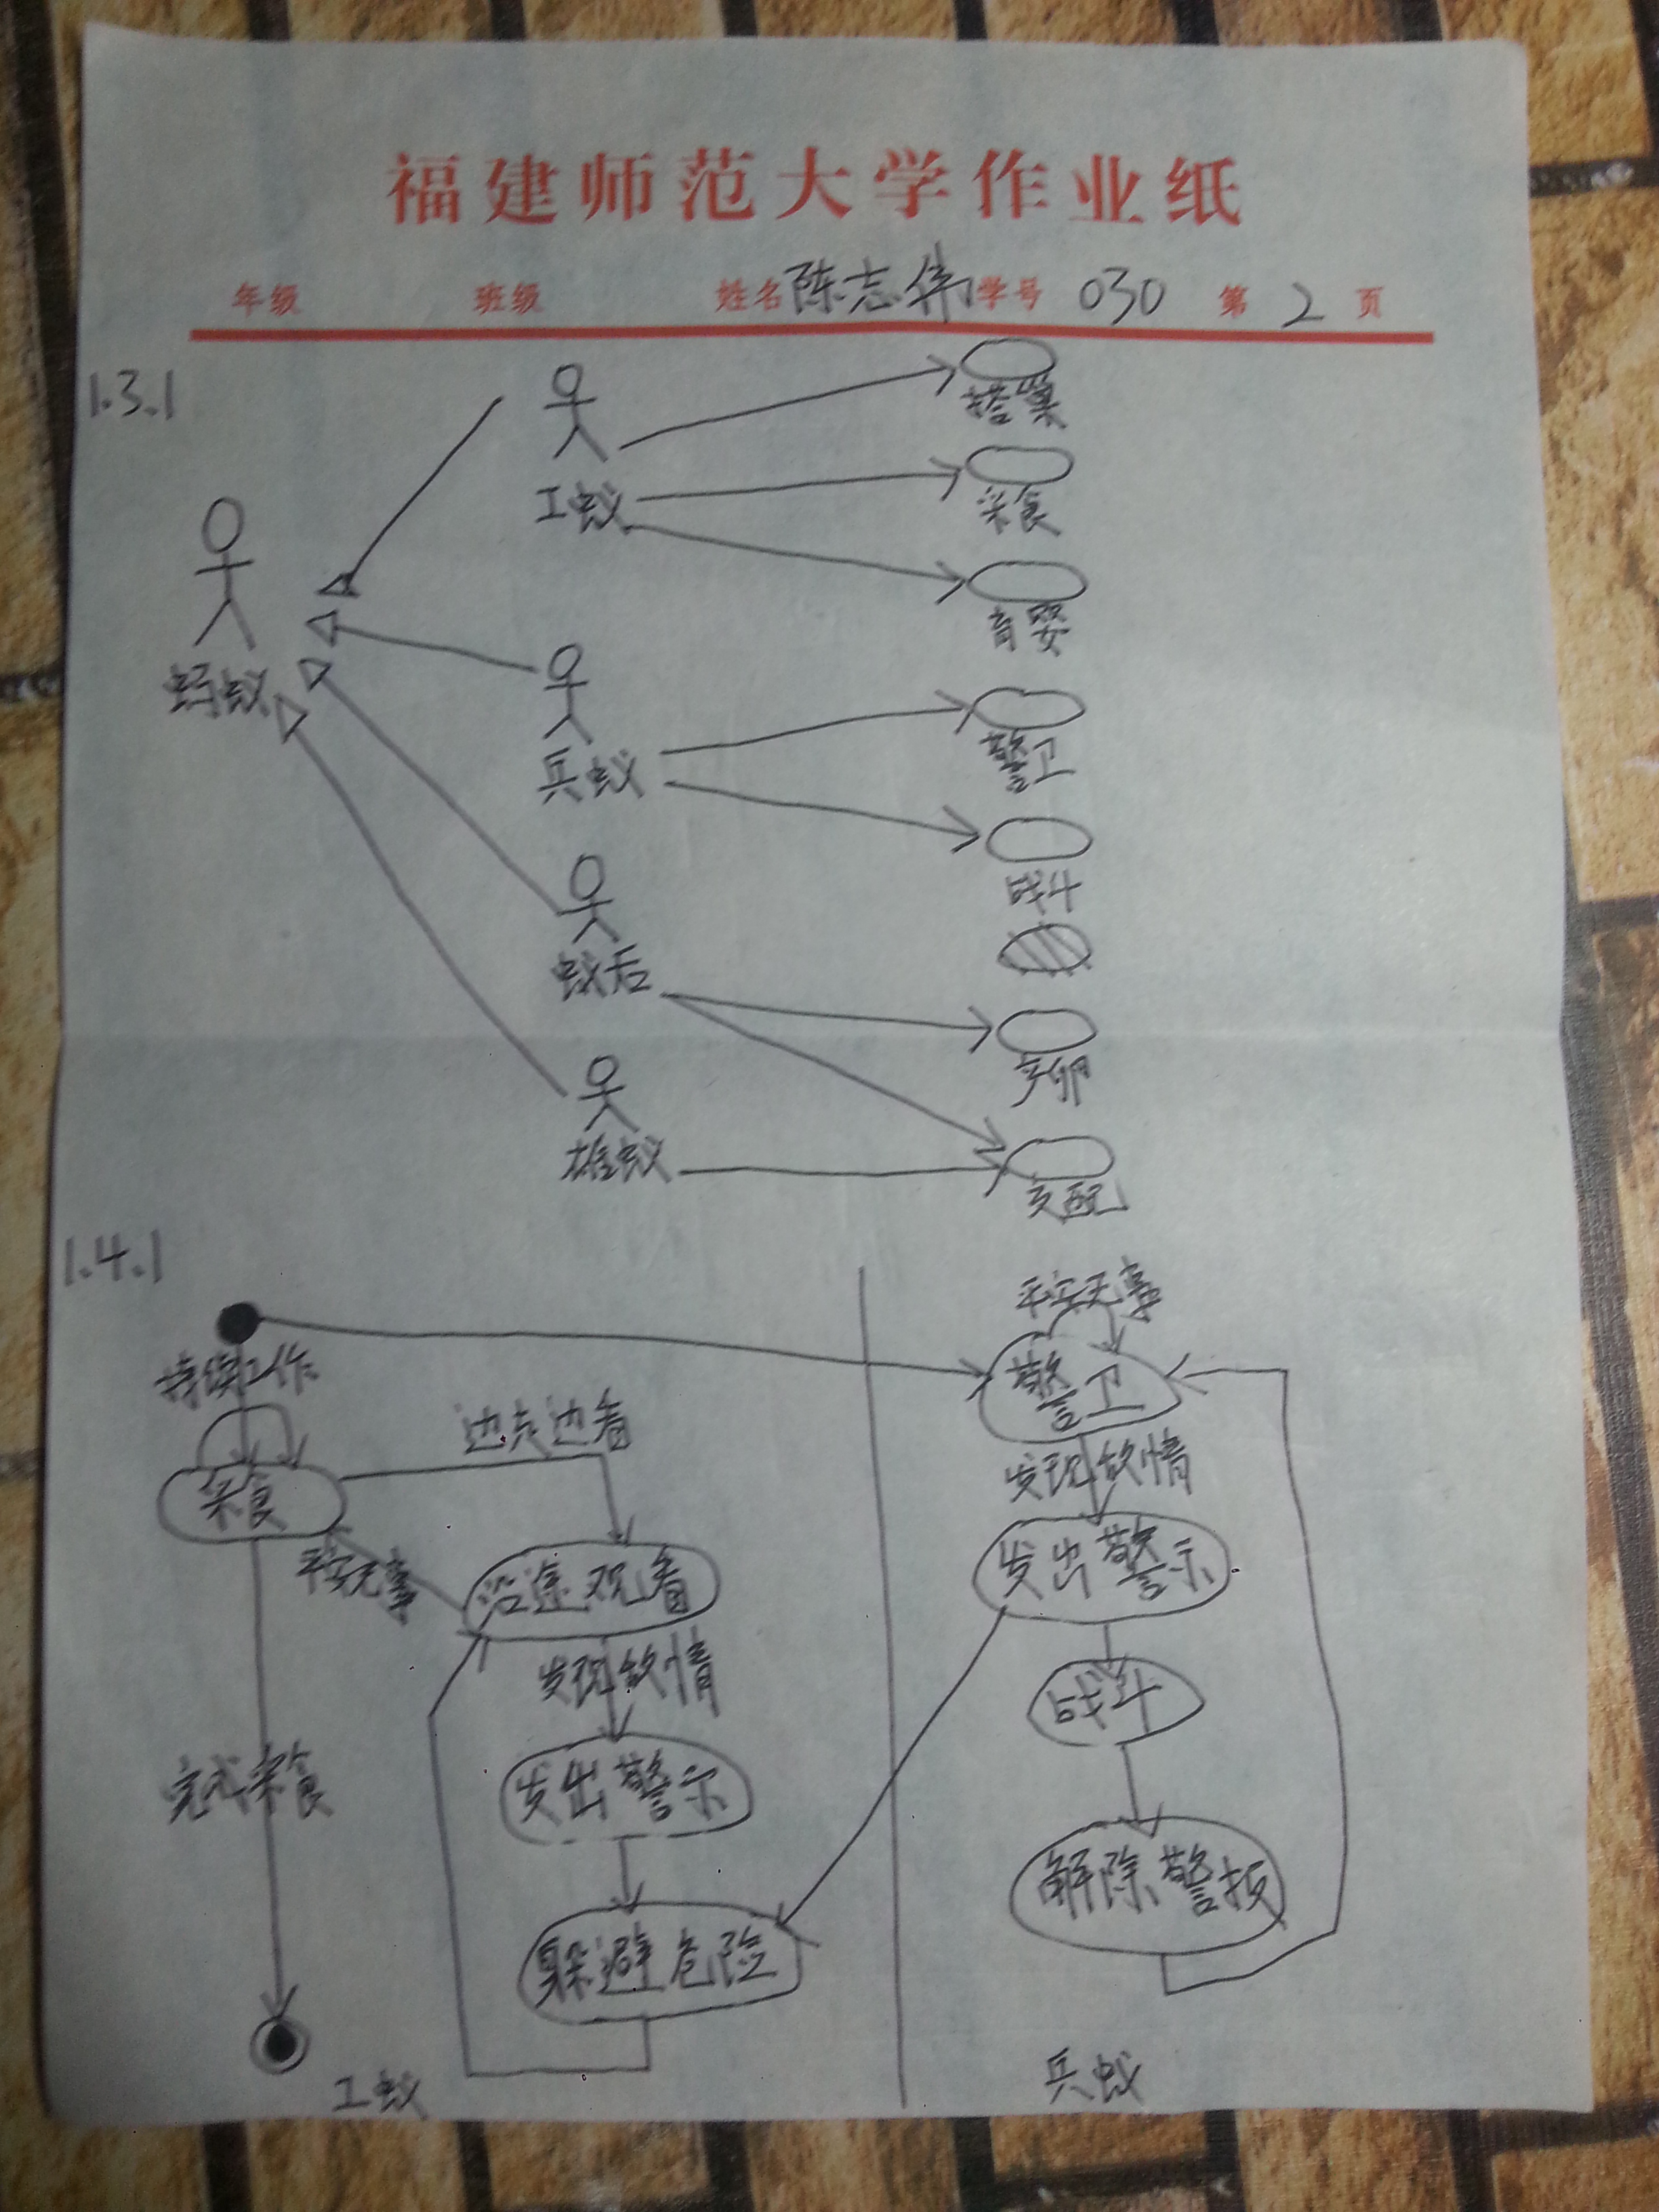 福建师范大学作业纸
年级 班级 姓名 陈志伟 学号 030 第 2 页
1.3.1
搭巢
工蚁
采食
育婴
蚂蚁
警卫
兵蚁
战斗
蚁后
产卵
雄蚁
交配
1.4.1
平安无事
持续工作
警卫
边走边看
发现敌情
采食
平安无事
沿途观看
发出警示
发现敌情
战斗
完成采食
发出警示
解除警报
躲避危险
工蚁
兵蚁